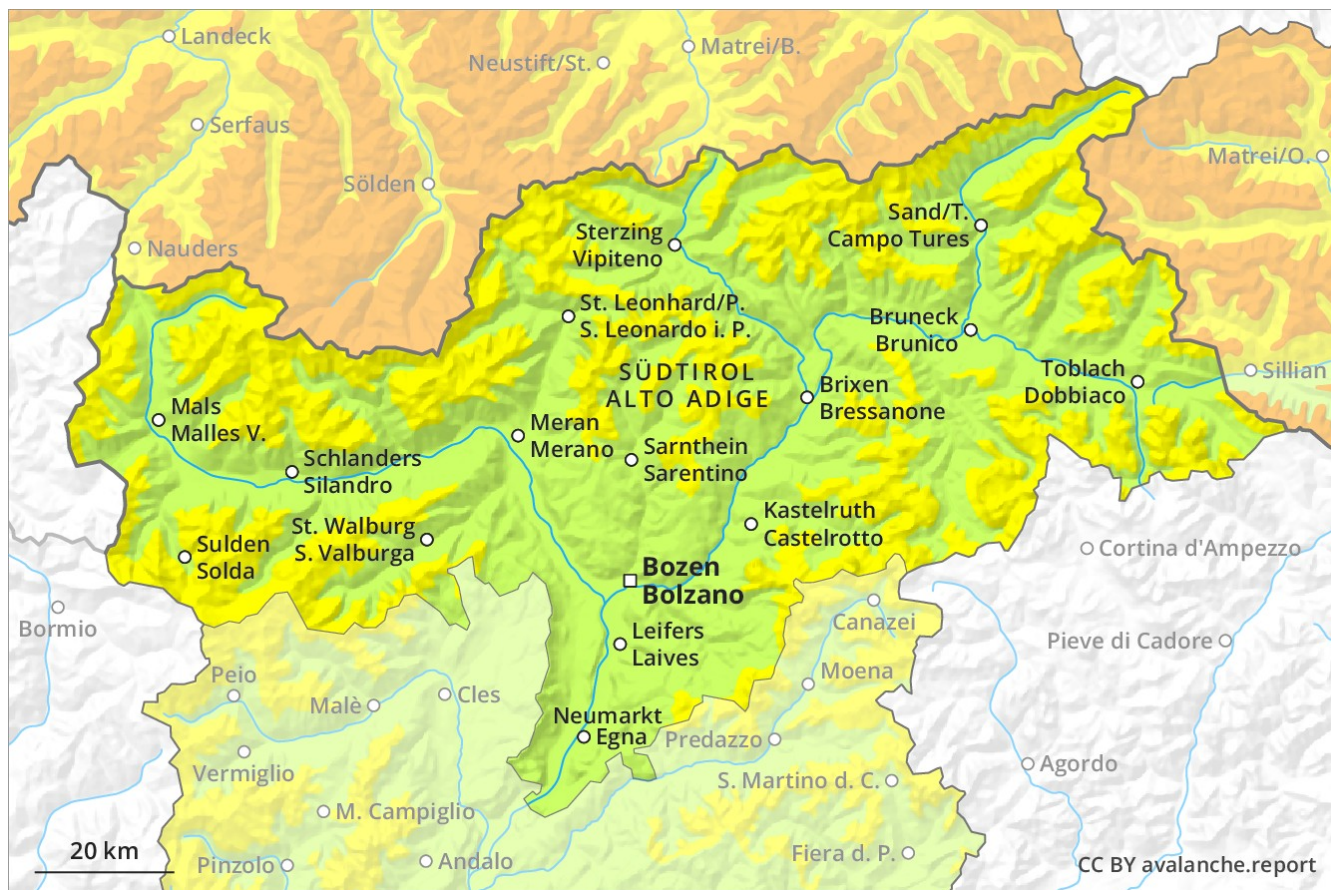 Landeck
Matrei/B.
Neustift/St.
Serfaus
Matrei/O.
Sölden
Sand/T.
Campo Tures
Sterzing
Vipiteno
Nauders
St. Leonhard/P.
S. Leonardo i. P.
Bruneck
Brunico
SÜDTIROL
ALTO ADIGE
Toblach
Dobbiaco
Sillian
Brixen
Bressanone
Mals
Malles V.
Meran
Merano
Sarnthein
Sarentino
Schlanders
Silandro
Kastelruth
Castelrotto
St. Walburg
S. Valburga
Sulden
Solda
Cortina d'Ampezzo
Bozen
Bolzano
Bormio
Canazei
Leifers
Laives
Pieve di Cadore
Peio
Moena
Malè
Cles
Neumarkt
Egna
Predazzo
Vermiglio
Agordo
S. Martino d. C.
M. Campiglio
20 km
Pinzolo
Andalo
Fiera d. P.
CC BY avalanche.report